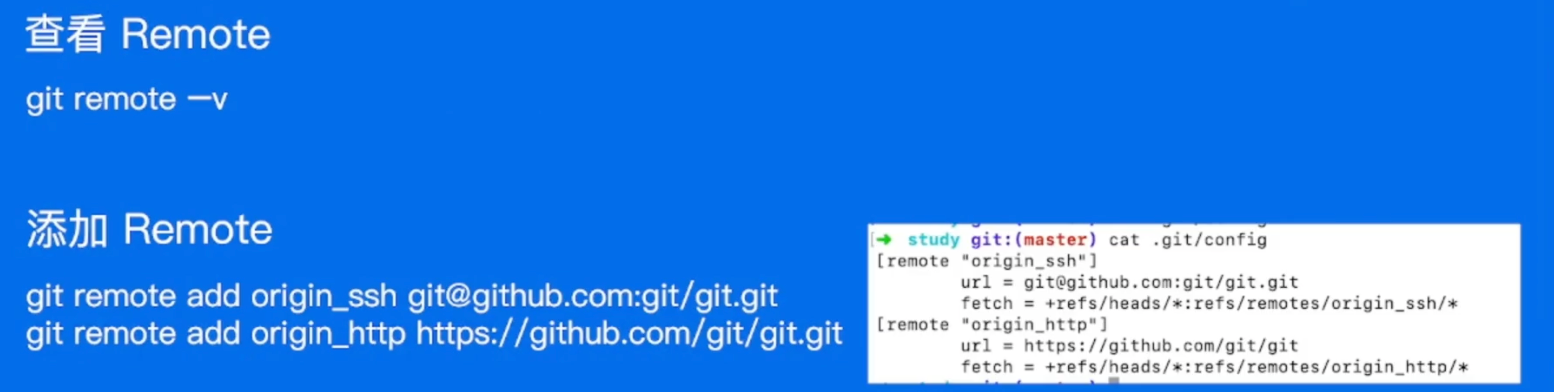 查看 Remote
git remote —v
添加 Remote
git remote add origin_ssh git@github.com:git/git.git
git remote add origin_http https://github.com/git/git.git
➜ study git:(master) cat .git/config
[remote "origin_ssh"]
url = git@github.com:git/git.git
fetch = +refs/heads/*:refs/remotes/origin_ssh/*
[remote "origin_http"]
url = https://github.com/git/git
fetch = +refs/heads/*:refs/remotes/origin_http/*